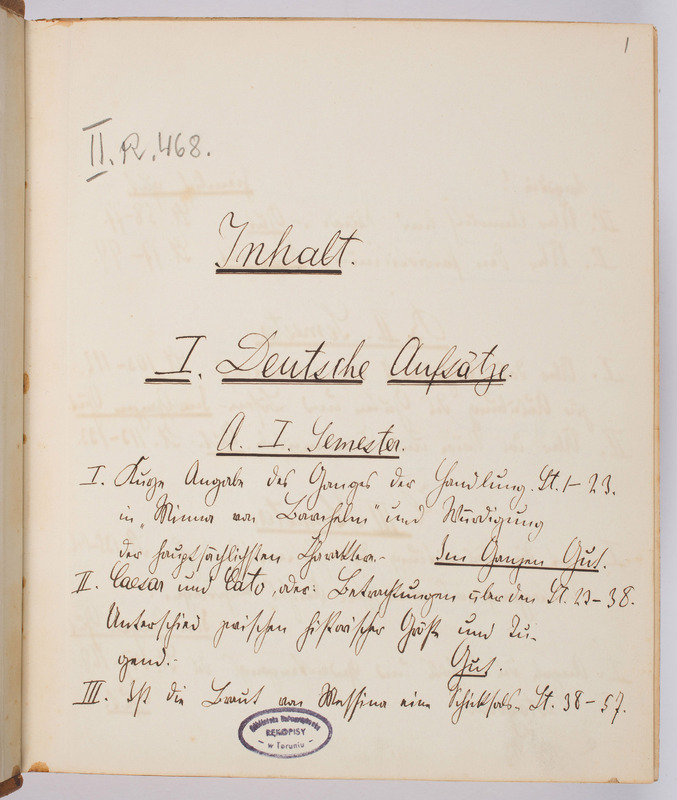 1
II. R. 468.
Inhalt.
I. Deutsche Aufsätze.
A. I. Semester.
I. Kurze Angabe des Ganges der Handlung. St. 1–23.
in „Minna von Barnhelm" und Würdigung
der hauptsächlichsten Charaktere.– Im Ganzen Gut.
II. Caesar und Cato, oder: Betrachtungen über den St. 23–38.
Unterschied zwischen historischer Größe und Tu-
gend.– Gut.
III. Ist die Braut von Messina eine Schicksals- St. 38–57.
Biblioteka Uniwersytecka
RĘKOPISY
– w Toruniu –